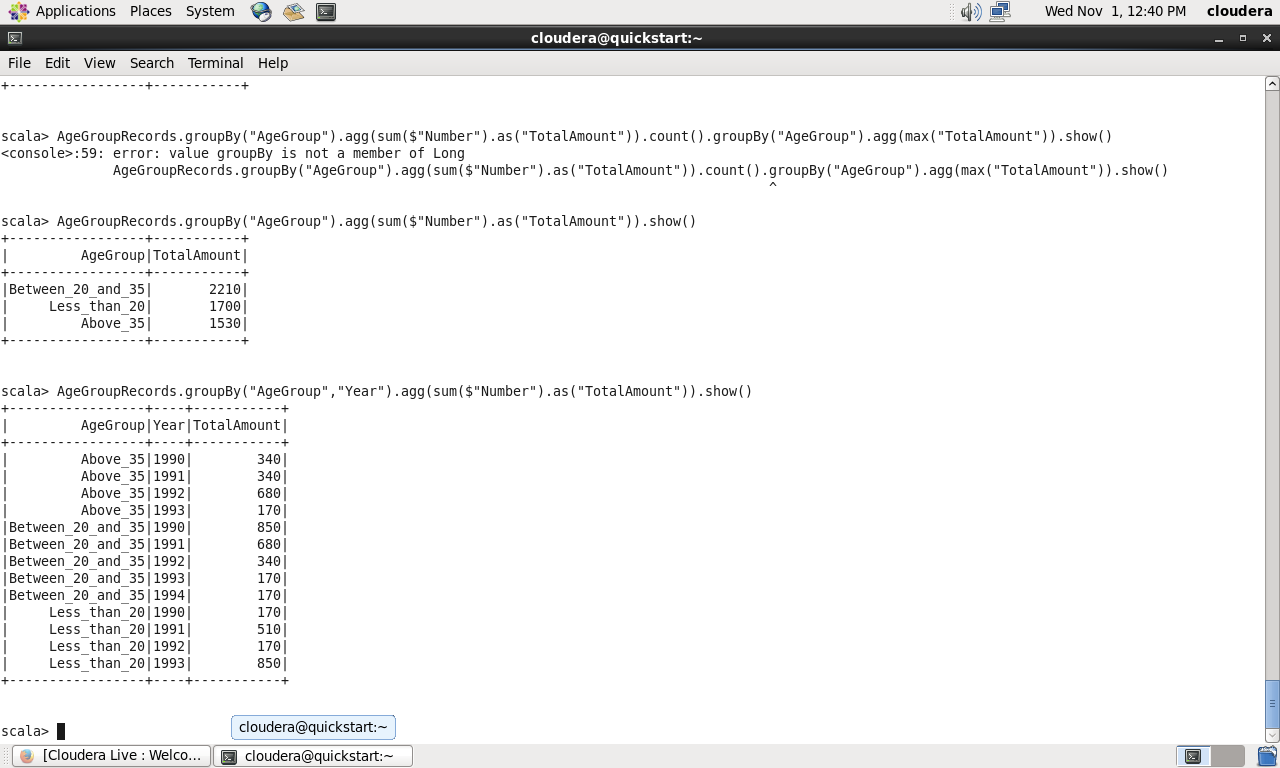 Applications Places System Wed Nov 1, 12:40 PM cloudera
cloudera@quickstart:~
File Edit View Search Terminal Help
+-----------------+-----------+
scala> AgeGroupRecords.groupBy("AgeGroup").agg(sum($"Number").as("TotalAmount")).count().groupBy("AgeGroup").agg(max("TotalAmount")).show()
<console>:59: error: value groupBy is not a member of Long
              AgeGroupRecords.groupBy("AgeGroup").agg(sum($"Number").as("TotalAmount")).count().groupBy("AgeGroup").agg(max("TotalAmount")).show()
                                                                                                ^
scala> AgeGroupRecords.groupBy("AgeGroup").agg(sum($"Number").as("TotalAmount")).show()
+-----------------+-----------+
|         AgeGroup|TotalAmount|
+-----------------+-----------+
|Between_20_and_35|       2210|
|     Less_than_20|       1700|
|         Above_35|       1530|
+-----------------+-----------+
scala> AgeGroupRecords.groupBy("AgeGroup","Year").agg(sum($"Number").as("TotalAmount")).show()
+-----------------+----+-----------+
|         AgeGroup|Year|TotalAmount|
+-----------------+----+-----------+
|         Above_35|1990|        340|
|         Above_35|1991|        340|
|         Above_35|1992|        680|
|         Above_35|1993|        170|
|Between_20_and_35|1990|        850|
|Between_20_and_35|1991|        680|
|Between_20_and_35|1992|        340|
|Between_20_and_35|1993|        170|
|Between_20_and_35|1994|        170|
|     Less_than_20|1990|        170|
|     Less_than_20|1991|        510|
|     Less_than_20|1992|        170|
|     Less_than_20|1993|        850|
+-----------------+----+-----------+
scala>
cloudera@quickstart:~
[Cloudera Live : Welco... cloudera@quickstart:~